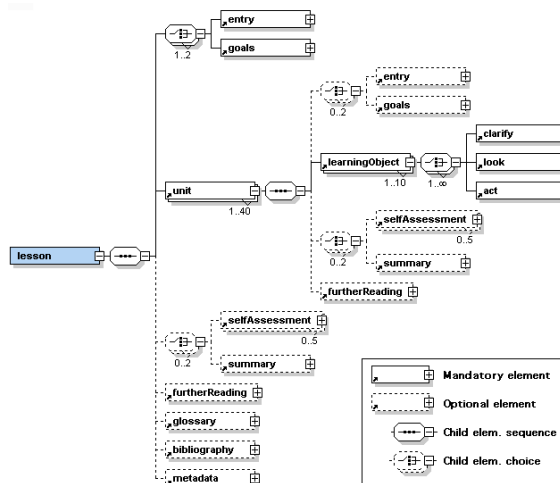 entry
1..2
goals
entry
goals
0..2
clarify
learningObject
look
1..10
1..∞
act
unit
1..40
selfAssessment
0..5
0..2
summary
lesson
furtherReading
selfAssessment
0..5
0..2
summary
furtherReading
glossary
bibliography
metadata
Mandatory element
Optional element
Child elem. sequence
Child elem. choice